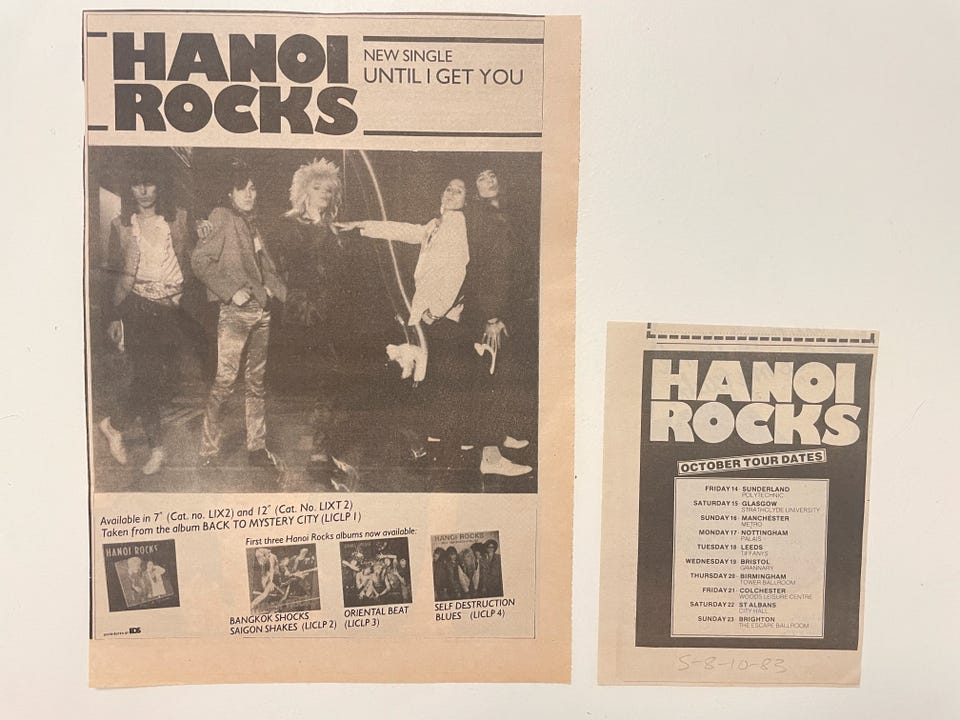 HANOI
ROCKS
NEW SINGLE
UNTIL I GET YOU
Available in 7" (Cat. no. LIX2) and 12" (Cat. No. LIXT 2)
Taken from the album BACK TO MYSTERY CITY (LICLP 1)
First three Hanoi Rocks albums now available:
HANOI ROCKS
HANOI ROCKS
BANGKOK SHOCKS
SAIGON SHAKES (LICLP 2)
ORIENTAL BEAT
(LICLP 3)
SELF DESTRUCTION
BLUES (LICLP 4)
HANOI
ROCKS
OCTOBER TOUR DATES
FRIDAY 14 · SUNDERLAND
POLYTECHNIC
SATURDAY 15 · GLASGOW
STRATHCLYDE UNIVERSITY
SUNDAY 16 · MANCHESTER
METRO
MONDAY 17 · NOTTINGHAM
PALAIS
TUESDAY 18 · LEEDS
TIFFANYS
WEDNESDAY 19 · BRISTOL
GRANNARY
THURSDAY 20 · BIRMINGHAM
TOWER BALLROOM
FRIDAY 21 · COLCHESTER
WOODS LEISURE CENTRE
SATURDAY 22 · ST ALBANS
CITY HALL
SUNDAY 23 · BRIGHTON
THE ESCAPE BALLROOM
S-8-10-83